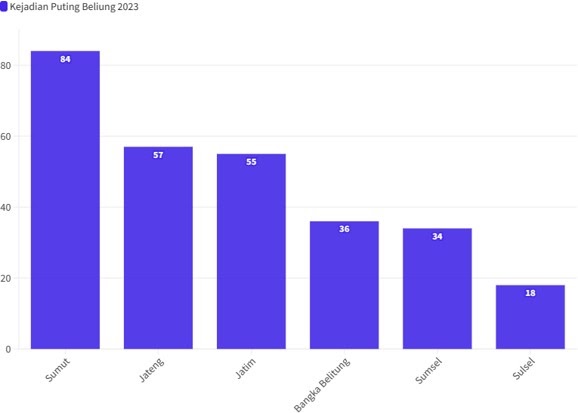 Kejadian Puting Beliung 2023
80
60
40
20
0
84
57
55
36
34
18
Sumut
Jateng
Jatim
Bangka Belitung
Sumsel
Sulsel